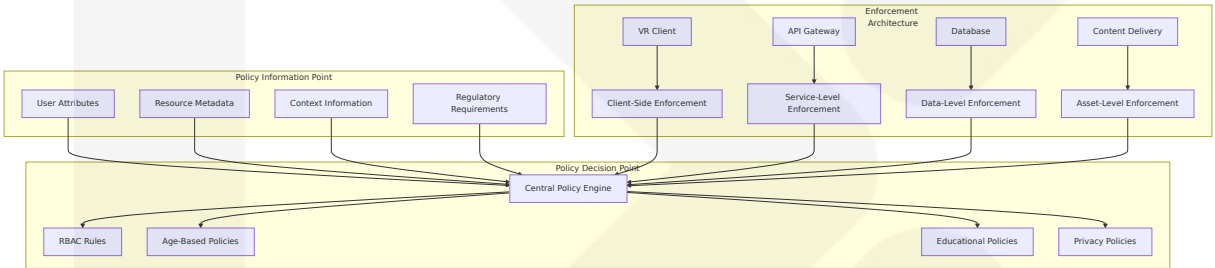 Enforcement
Architecture
VR Client
API Gateway
Database
Content Delivery
Policy Information Point
User Attributes
Resource Metadata
Context Information
Regulatory
Requirements
Client-Side Enforcement
Service-Level
Enforcement
Data-Level Enforcement
Asset-Level Enforcement
Policy Decision Point
Central Policy Engine
RBAC Rules
Age-Based Policies
Educational Policies
Privacy Policies